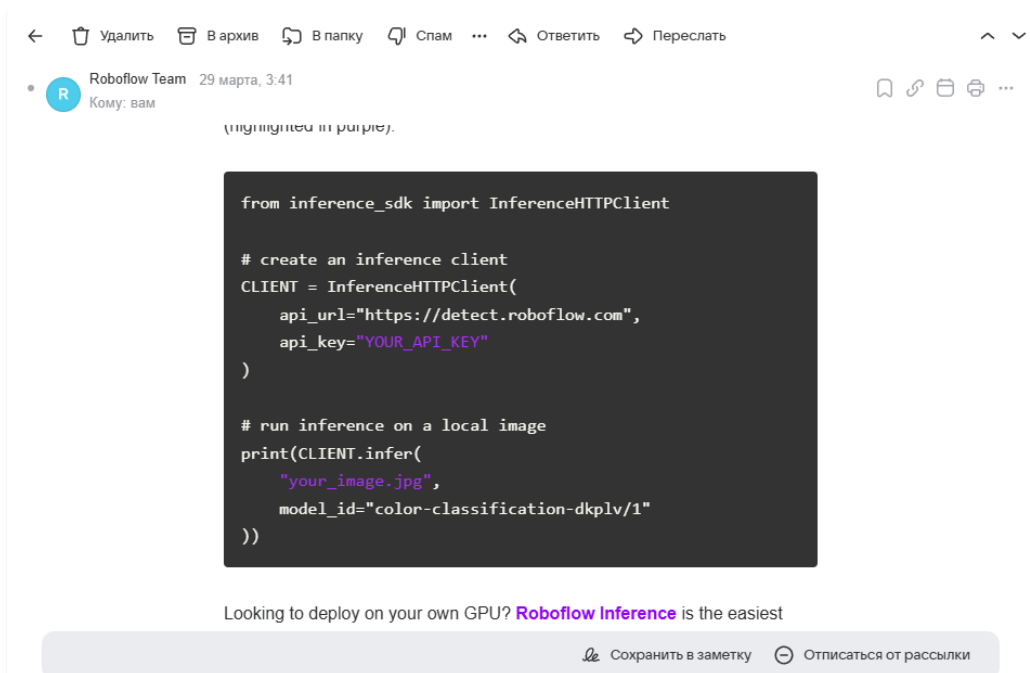 Удалить В архив В папку Спам ... Ответить Переслать
R
Roboflow Team 29 марта, 3:41
Кому: вам
(highlighted in purple).
from inference_sdk import InferenceHTTPClient
# create an inference client
CLIENT = InferenceHTTPClient(
api_url="https://detect.roboflow.com",
api_key="YOUR_API_KEY"
)
# run inference on a local image
print(CLIENT.infer(
"your_image.jpg",
model_id="color-classification-dkplv/1"
))
Looking to deploy on your own GPU? Roboflow Inference is the easiest
Сохранить в заметку Отписаться от рассылки